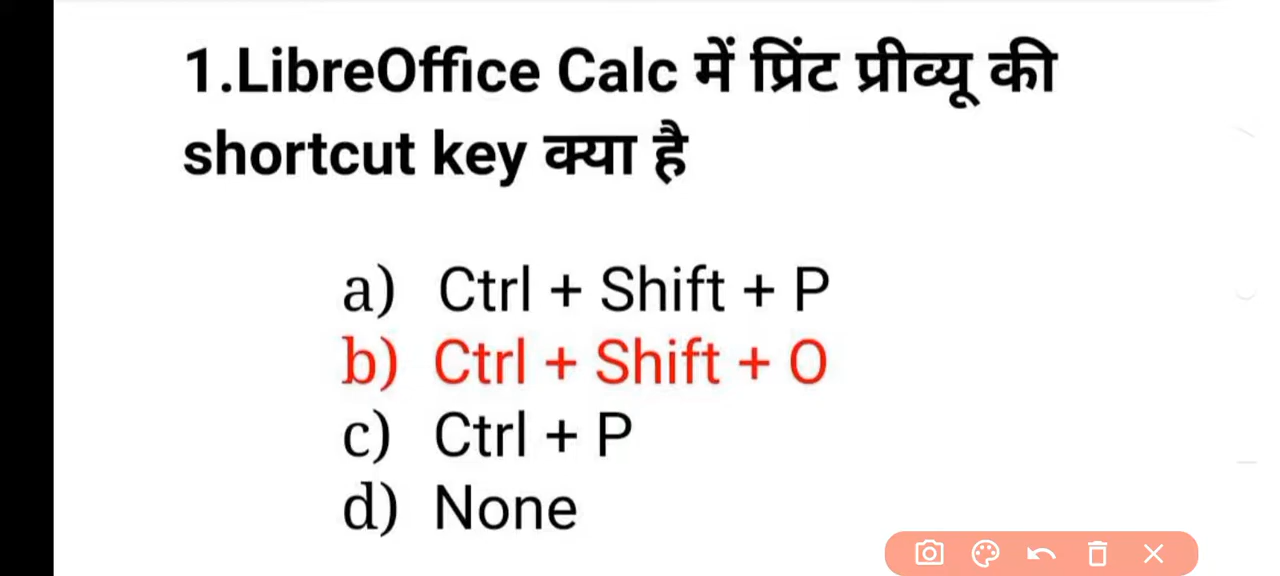 1.LibreOffice Calc में प्रिंट प्रीव्यू की
shortcut key क्या है
a) Ctrl + Shift + P
b) Ctrl + Shift + O
c) Ctrl + P
d) None